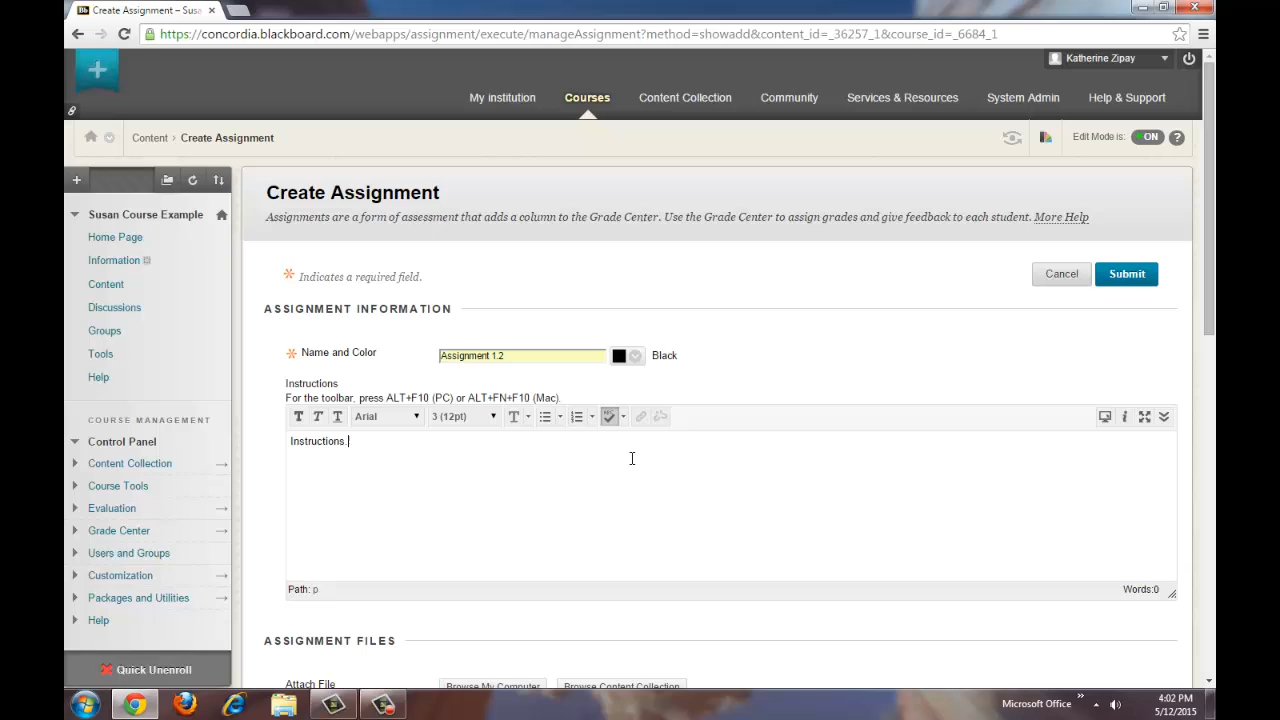 Create Assignment – Susa
https://concordia.blackboard.com/webapps/assignment/execute/manageAssignment?method=showadd&content_id=_36257_1&course_id=_6684_1
Katherine Zipay
My institution Courses Content Collection Community Services & Resources System Admin Help & Support
Content > Create Assignment
Edit Mode is: ON ?
Susan Course Example
Home Page
Information
Content
Discussions
Groups
Tools
Help
COURSE MANAGEMENT
Control Panel
Content Collection
Course Tools
Evaluation
Grade Center
Users and Groups
Customization
Packages and Utilities
Help
Quick Unenroll
Create Assignment
Assignments are a form of assessment that adds a column to the Grade Center. Use the Grade Center to assign grades and give feedback to each student. More Help
Indicates a required field.
Cancel Submit
ASSIGNMENT INFORMATION
Name and Color Assignment 1.2 Black
Instructions
For the toolbar, press ALT+F10 (PC) or ALT+FN+F10 (Mac).
T T T Arial 3 (12pt) T
Instructions.
Path: p Words:0
ASSIGNMENT FILES
Attach File Browse My Computer Browse Content Collection
Microsoft Office
4:02 PM
5/12/2015